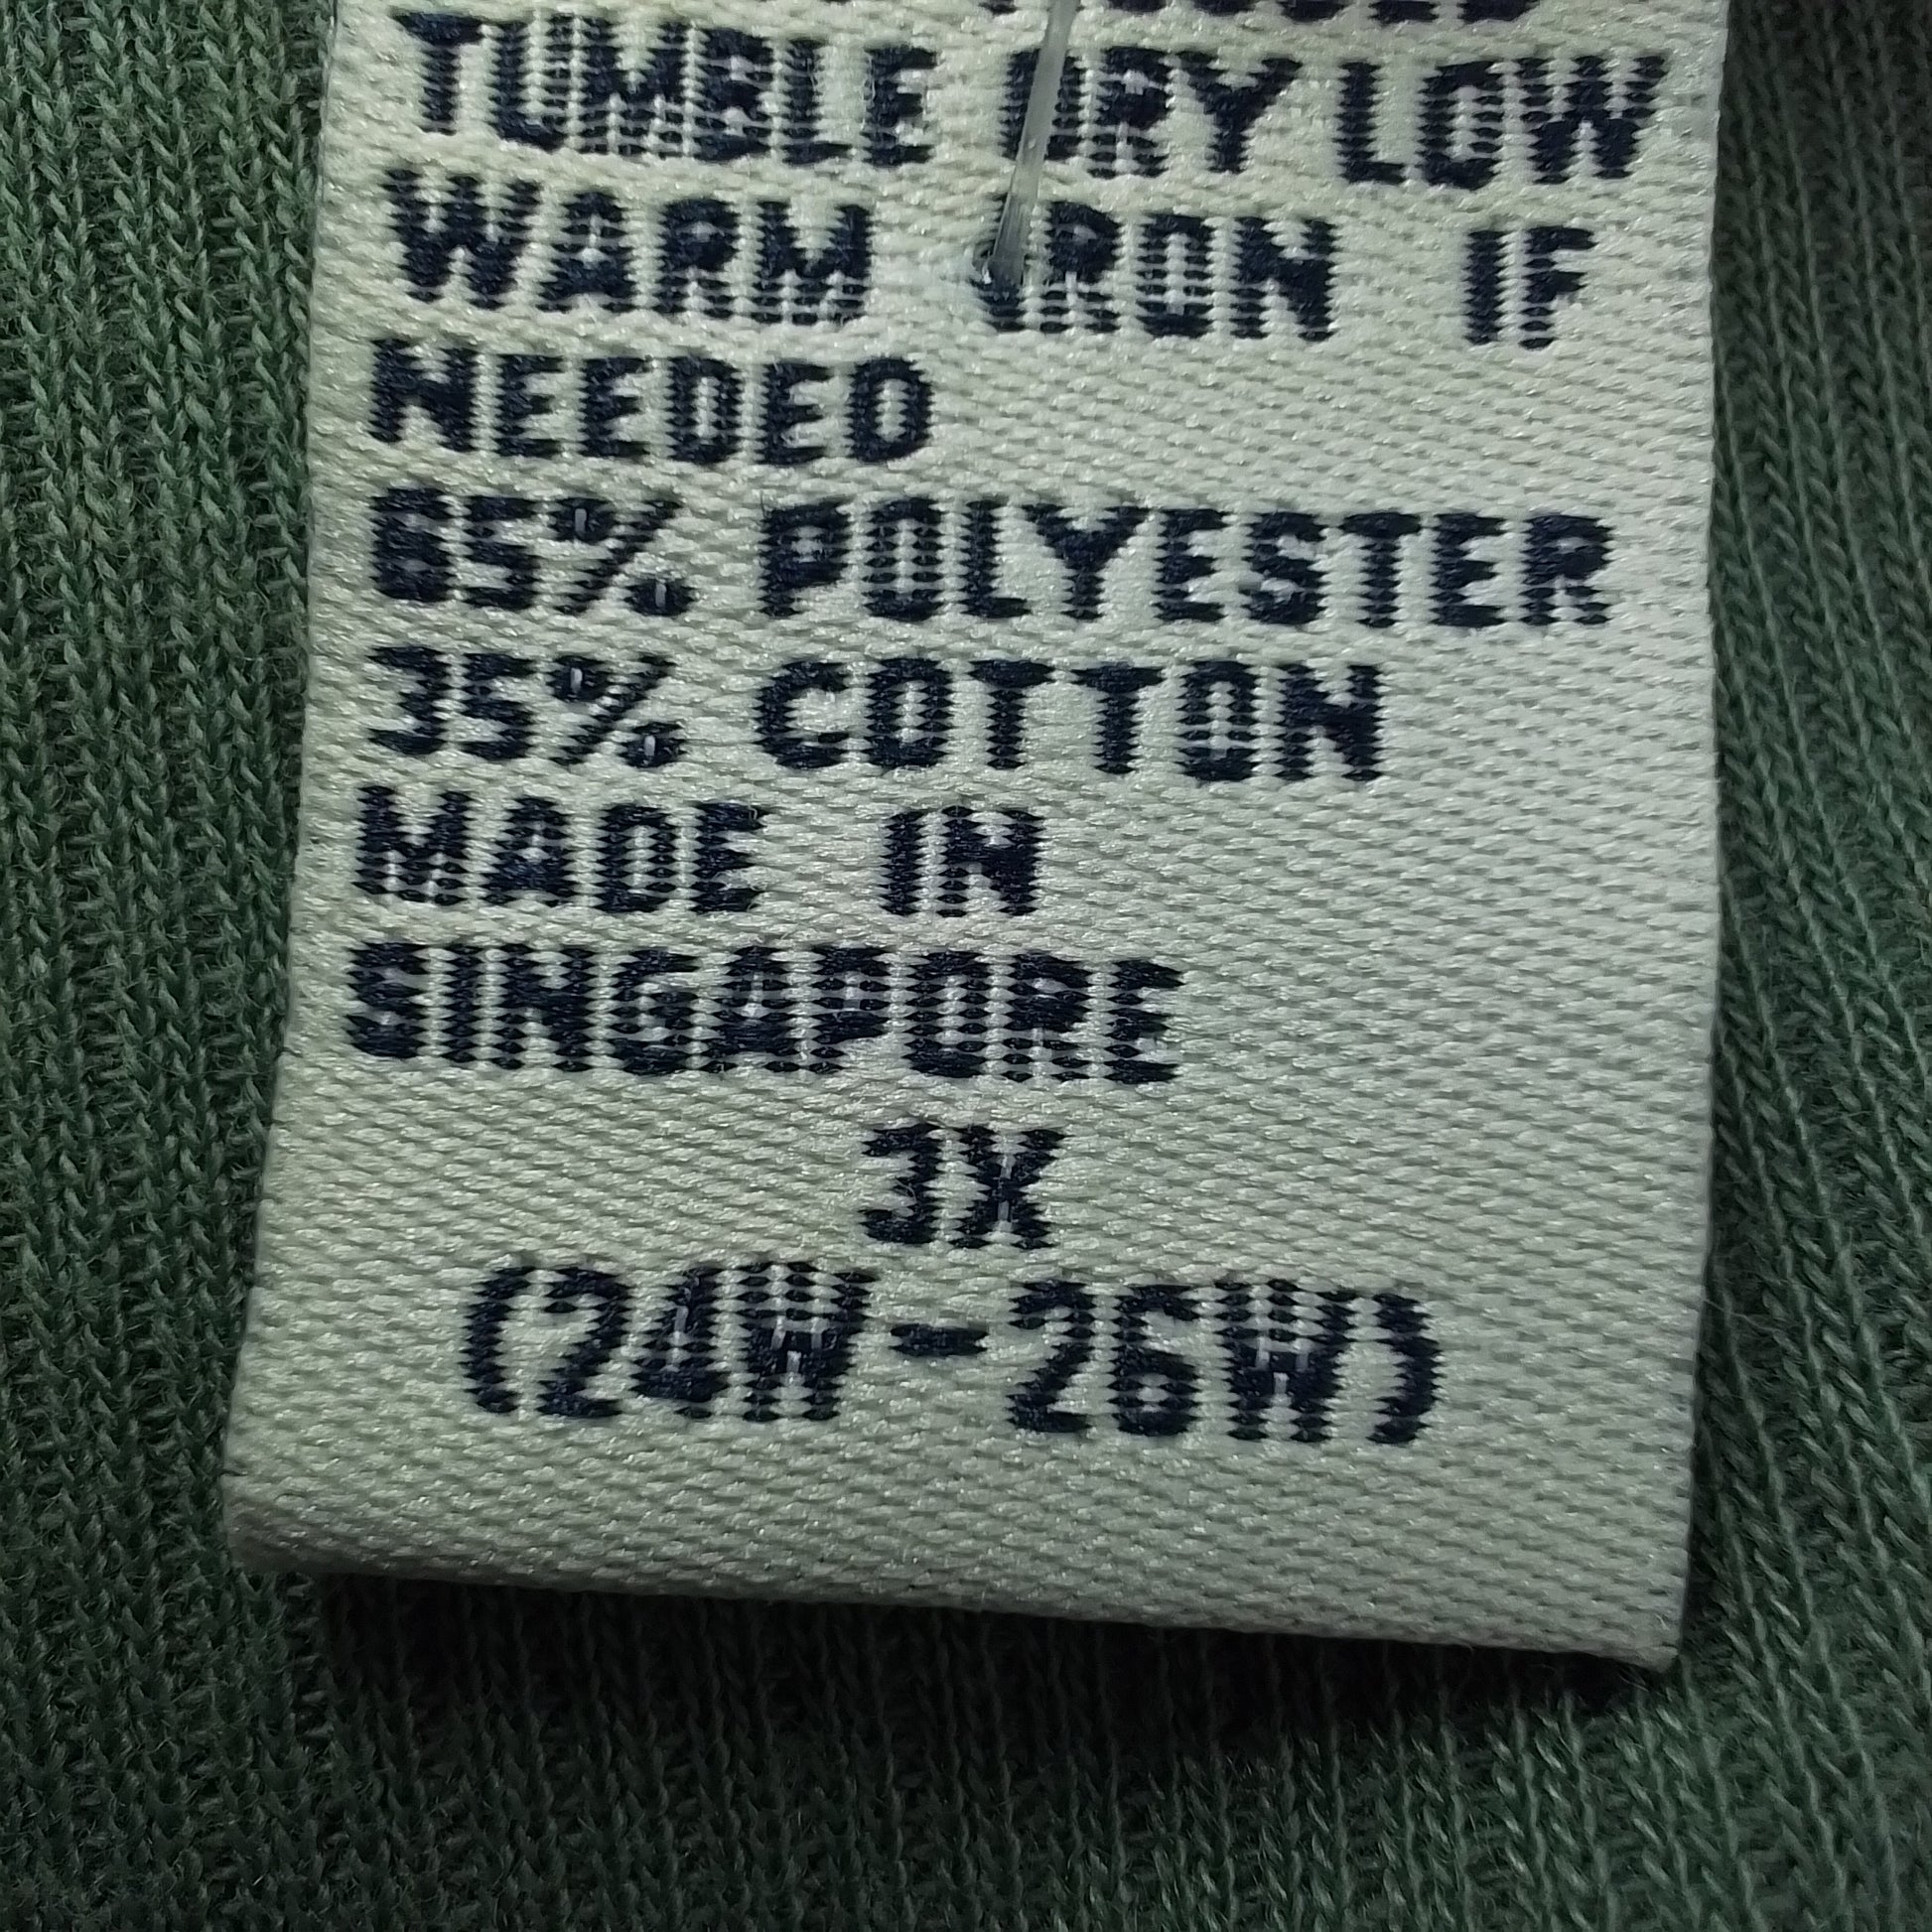 TUMBLE DRY LOW
WARM IRON IF
NEEDED
65% POLYESTER
35% COTTON
MADE IN
SINGAPORE
3X
(24W-26W)